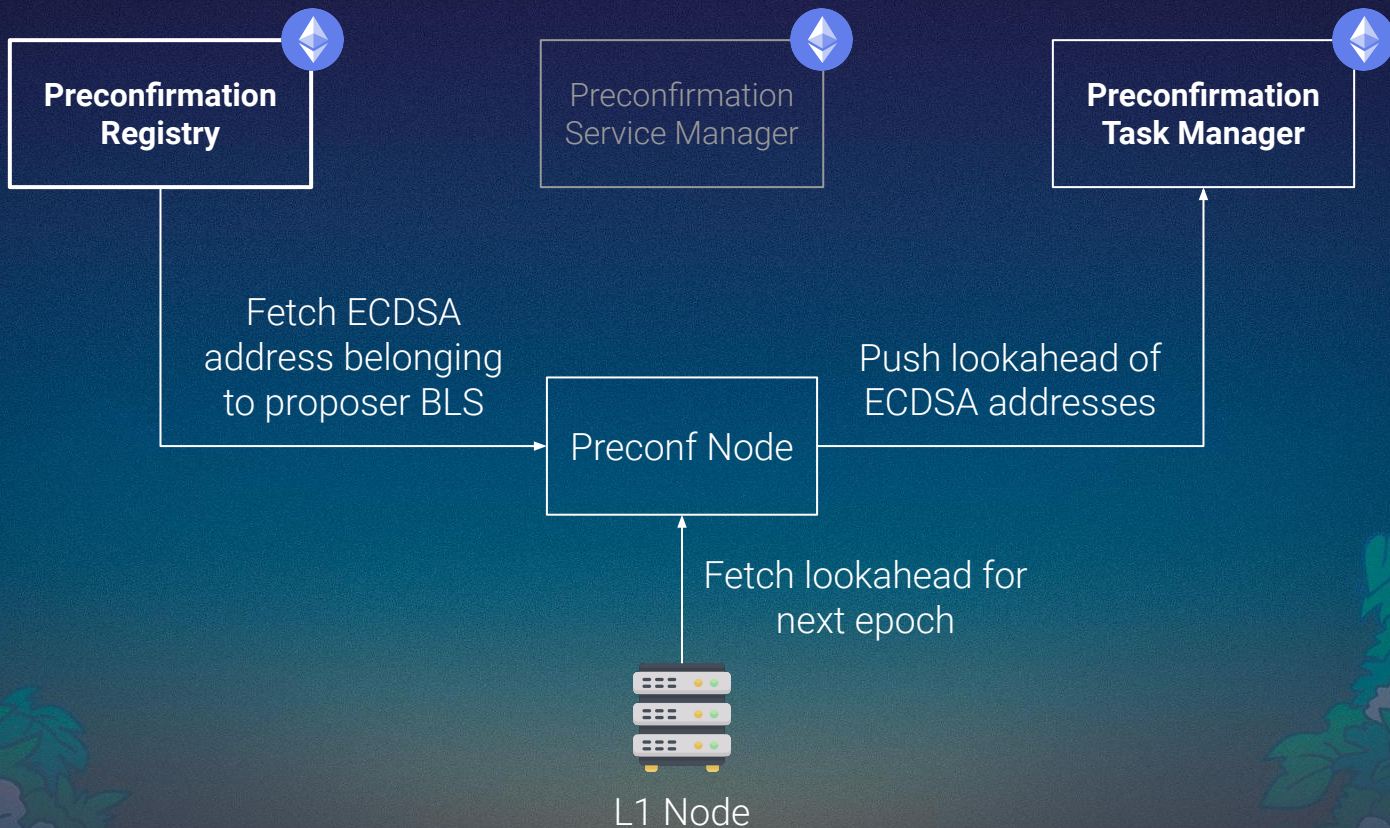 Preconfirmation
Registry
Preconfirmation
Service Manager
Preconfirmation
Task Manager
Fetch ECDSA
address belonging
to proposer BLS
Push lookahead of
ECDSA addresses
Preconf Node
Fetch lookahead for
next epoch
L1 Node